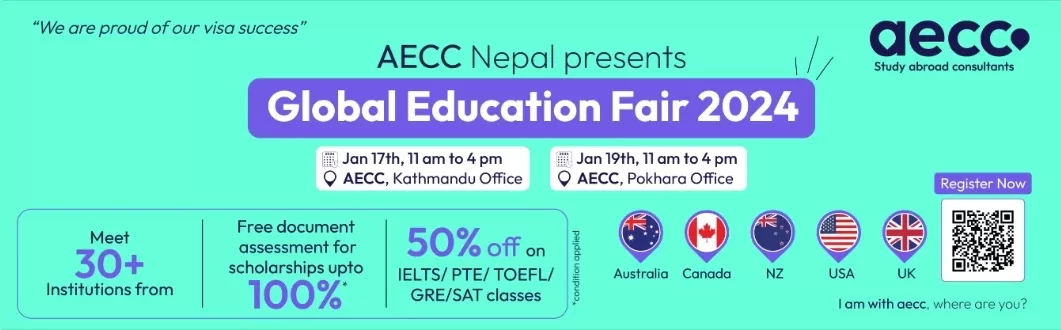 “We are proud of our visa success”
aecc
Study abroad consultants
AECC Nepal presents
Global Education Fair 2024
Jan 17th, 11 am to 4 pm
AECC, Kathmandu Office
Jan 19th, 11 am to 4 pm
AECC, Pokhara Office
Register Now
Meet
30+
Institutions from
Free document
assessment for
scholarships upto
100%*
50% off on
IELTS/ PTE/ TOEFL/
GRE/SAT classes
*condition applied
Australia
Canada
NZ
USA
UK
I am with aecc, where are you?